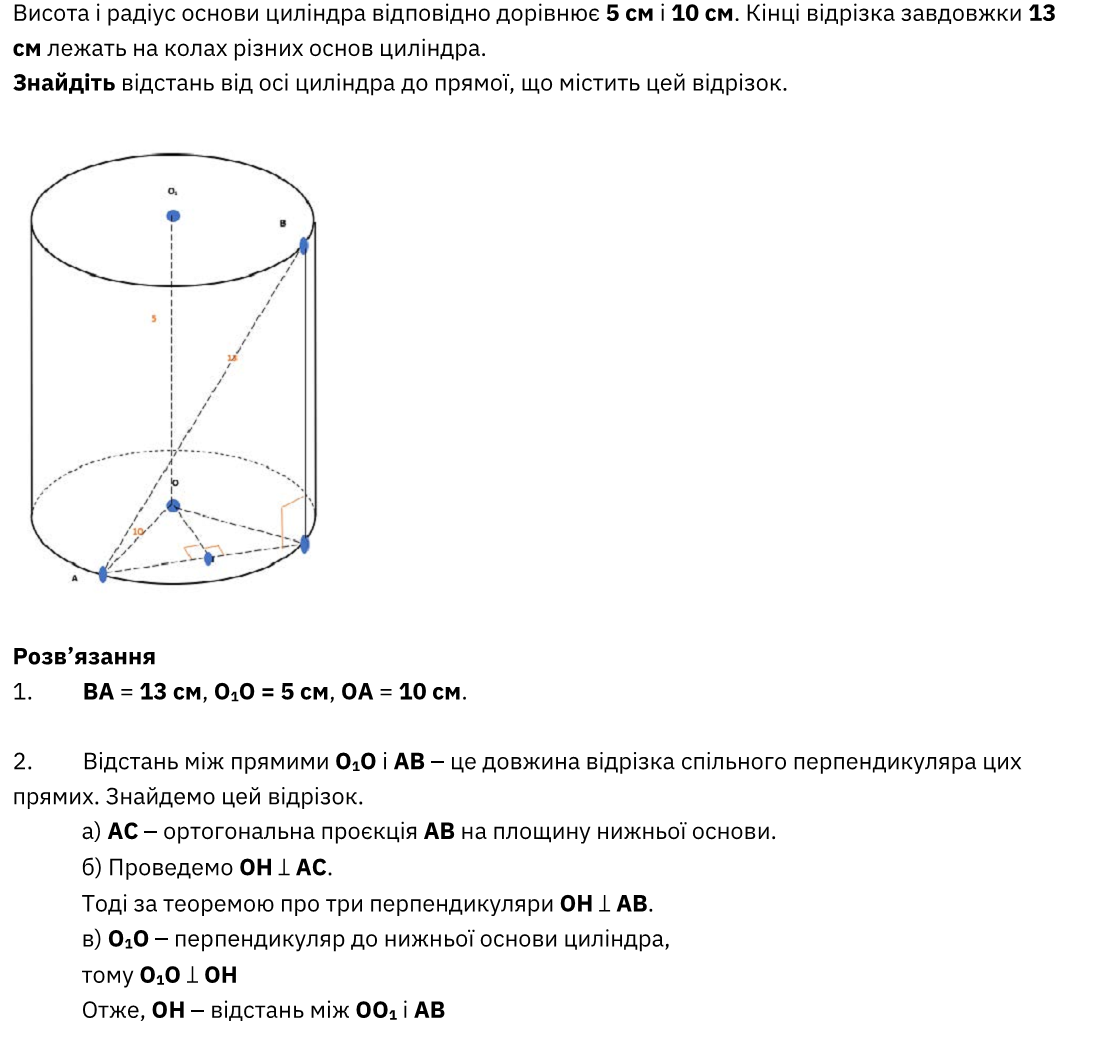 Висота і радіус основи циліндра відповідно дорівнює 5 см і 10 см. Кінці відрізка завдовжки 13
см лежать на колах різних основ циліндра.
Знайдіть відстань від осі циліндра до прямої, що містить цей відрізок.
O₁
B
5
13
O
10
A
Розв’язання
1. BA = 13 см, O₁O = 5 см, OA = 10 см.
2. Відстань між прямими O₁O і AB – це довжина відрізка спільного перпендикуляра цих
прямих. Знайдемо цей відрізок.
а) AC – ортогональна проєкція AB на площину нижньої основи.
б) Проведемо OH ⟂ AC.
Тоді за теоремою про три перпендикуляри OH ⟂ AB.
в) O₁O – перпендикуляр до нижньої основи циліндра,
тому O₁O ⟂ OH
Отже, OH – відстань між OO₁ і AB